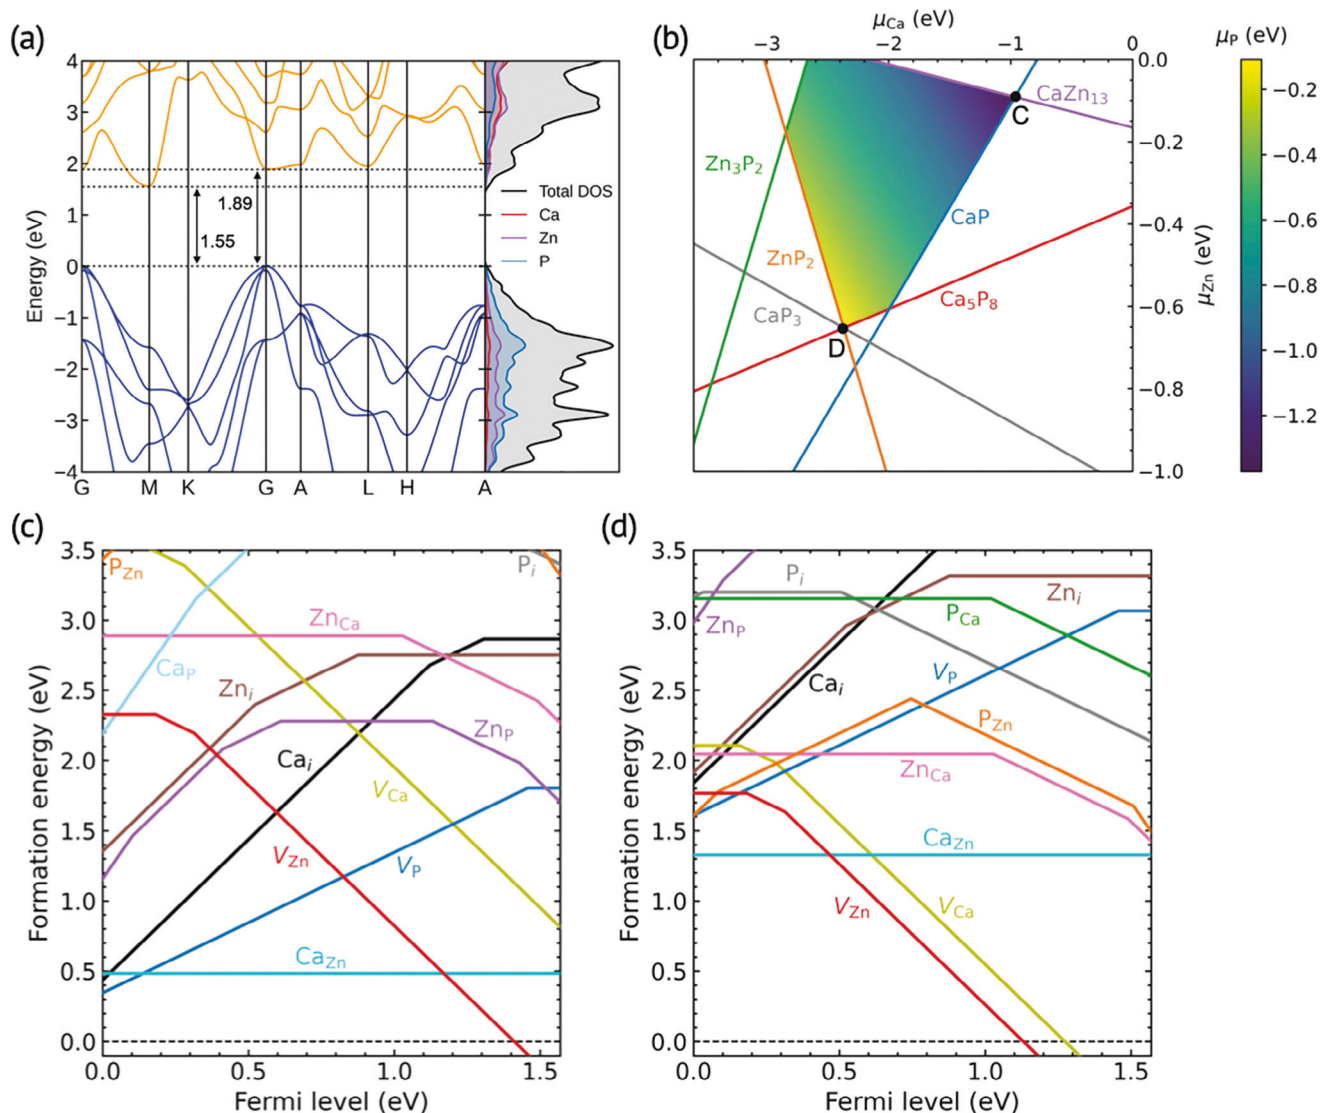 (a)
4
3
2
1
0
−1
−2
−3
−4
Energy (eV)
1.89
1.55
Total DOS
Ca
Zn
P
G M K G A L H A
(b)
μCa (eV)
−3 −2 −1 0
μP (eV)
0.0
−0.2
−0.4
−0.6
−0.8
−1.0
μZn (eV)
CaZn13
C
Zn3P2
CaP
ZnP2
Ca5P8
CaP3
D
−0.2
−0.4
−0.6
−0.8
−1.0
−1.2
(c)
3.5
3.0
2.5
2.0
1.5
1.0
0.5
0.0
Formation energy (eV)
PZn
Pi
ZnCa
CaP
Zni
ZnP
Cai
VCa
VZn
VP
CaZn
0.0 0.5 1.0 1.5
Fermi level (eV)
(d)
3.5
3.0
2.5
2.0
1.5
1.0
0.5
0.0
Formation energy (eV)
Pi
Zni
ZnP
PCa
VP
Cai
PZn
ZnCa
CaZn
VZn
VCa
0.0 0.5 1.0 1.5
Fermi level (eV)